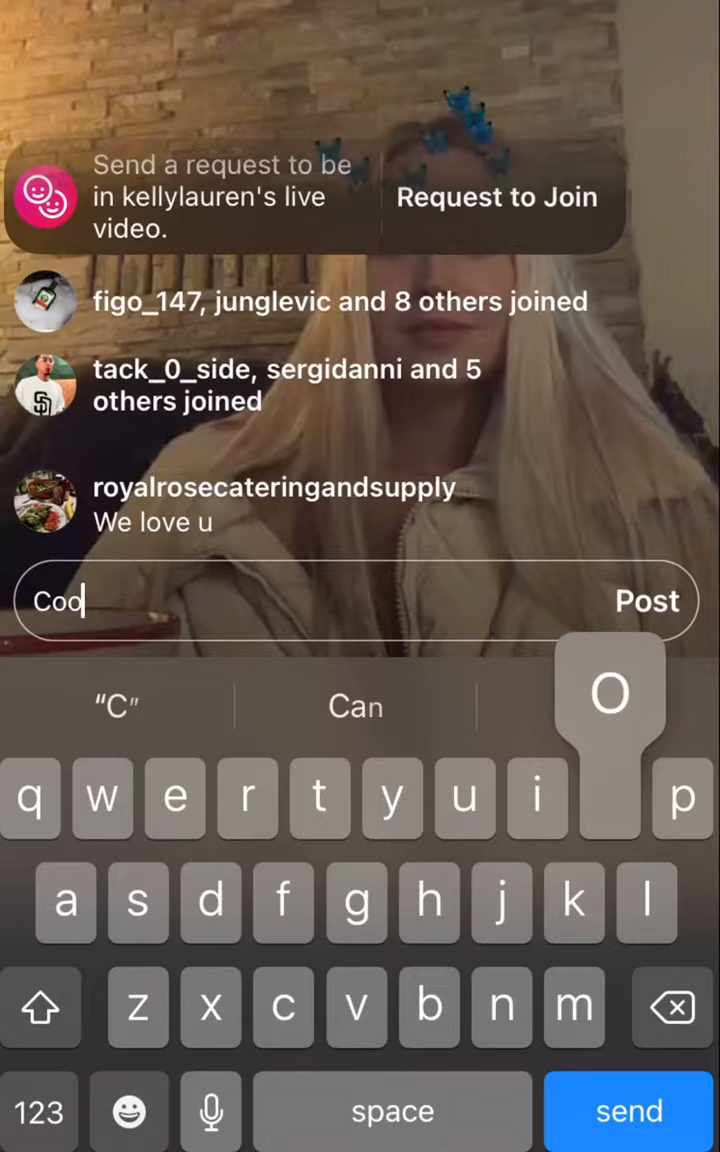 Send a request to be
in kellylauren's live
video.
Request to Join
figo_147, junglevic and 8 others joined
tack_0_side, sergidanni and 5
others joined
royalrosecateringandsupply
We love u
Coo
Post
“C”
Can
O
q w e r t y u i p
a s d f g h j k l
z x c v b n m
123
space
send